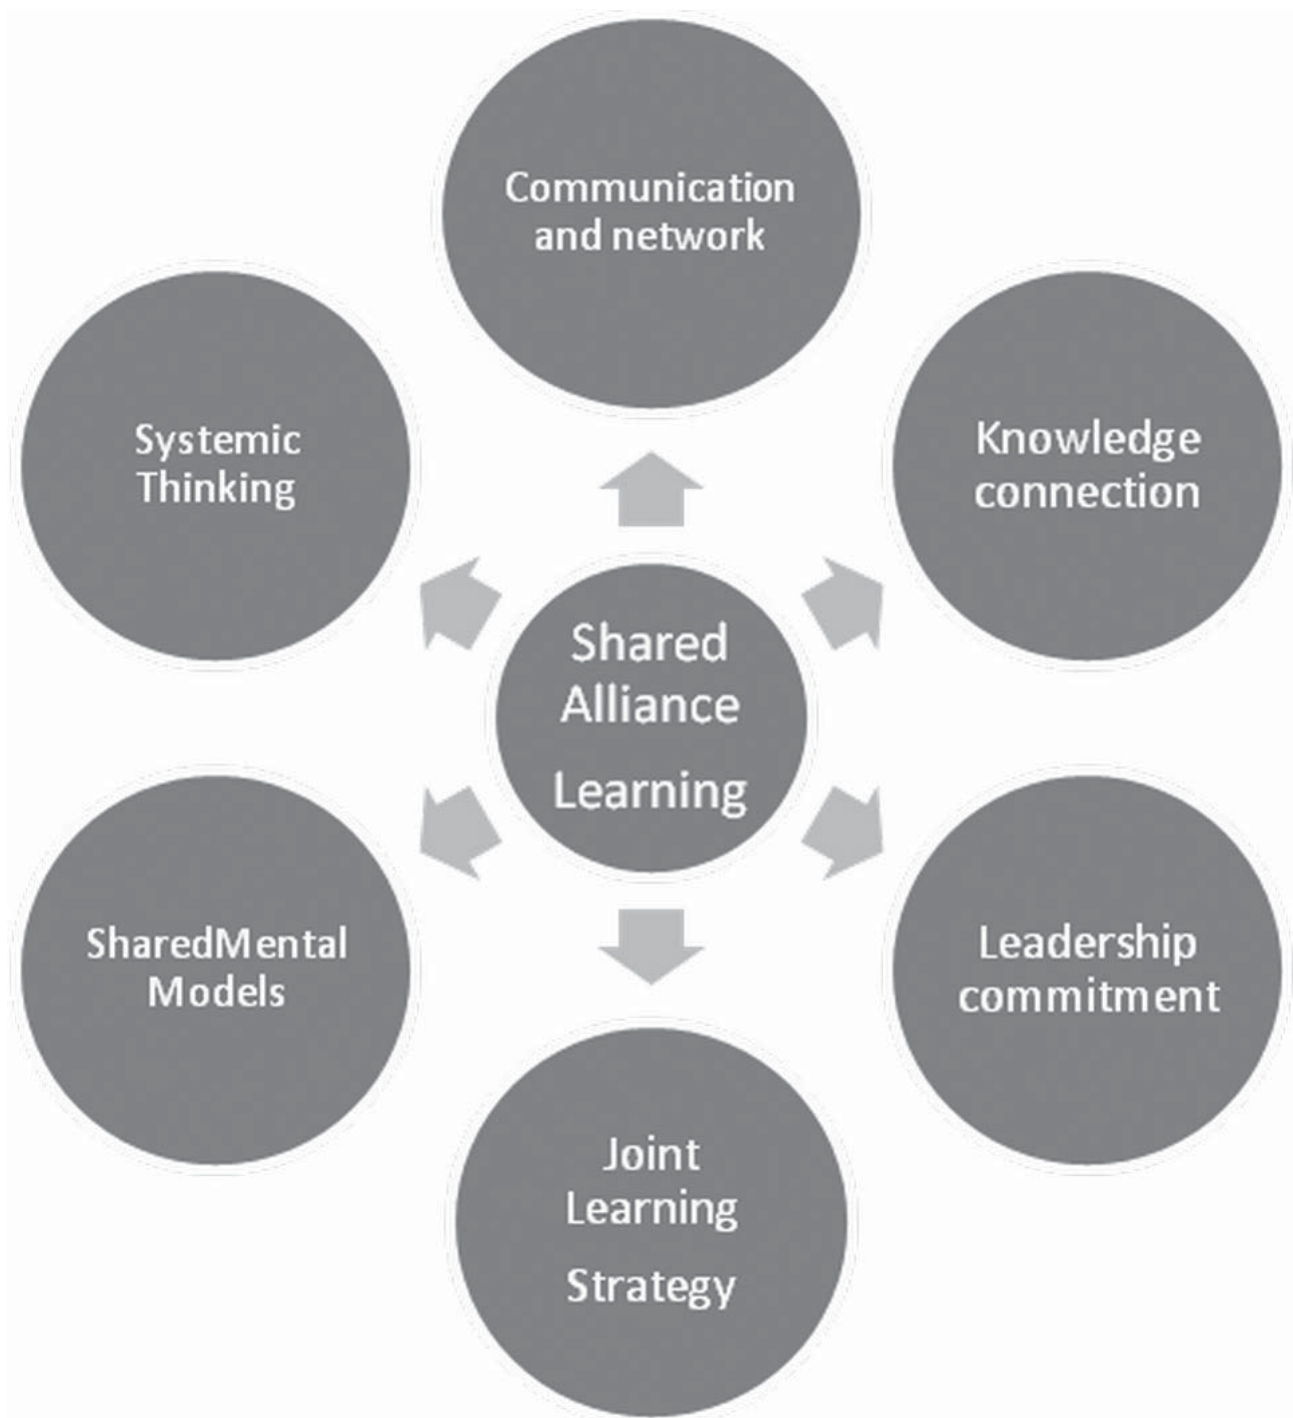 Communication
and network
Systemic
Thinking
Knowledge
connection
Shared
Alliance
Learning
SharedMental
Models
Leadership
commitment
Joint
Learning
Strategy